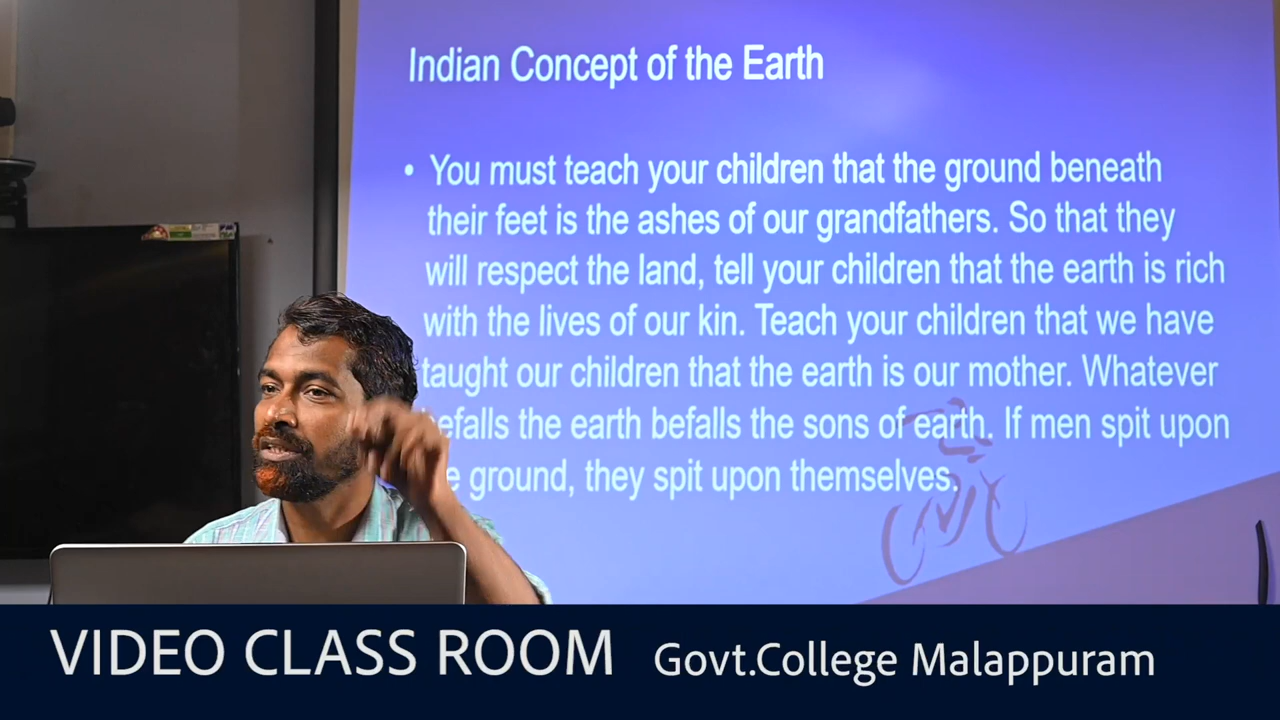 Indian Concept of the Earth
• You must teach your children that the ground beneath
their feet is the ashes of our grandfathers. So that they
will respect the land, tell your children that the earth is rich
with the lives of our kin. Teach your children that we have
taught our children that the earth is our mother. Whatever
efalls the earth befalls the sons of earth. If men spit upon
e ground, they spit upon themselves.
VIDEO CLASS ROOM Govt.College Malappuram